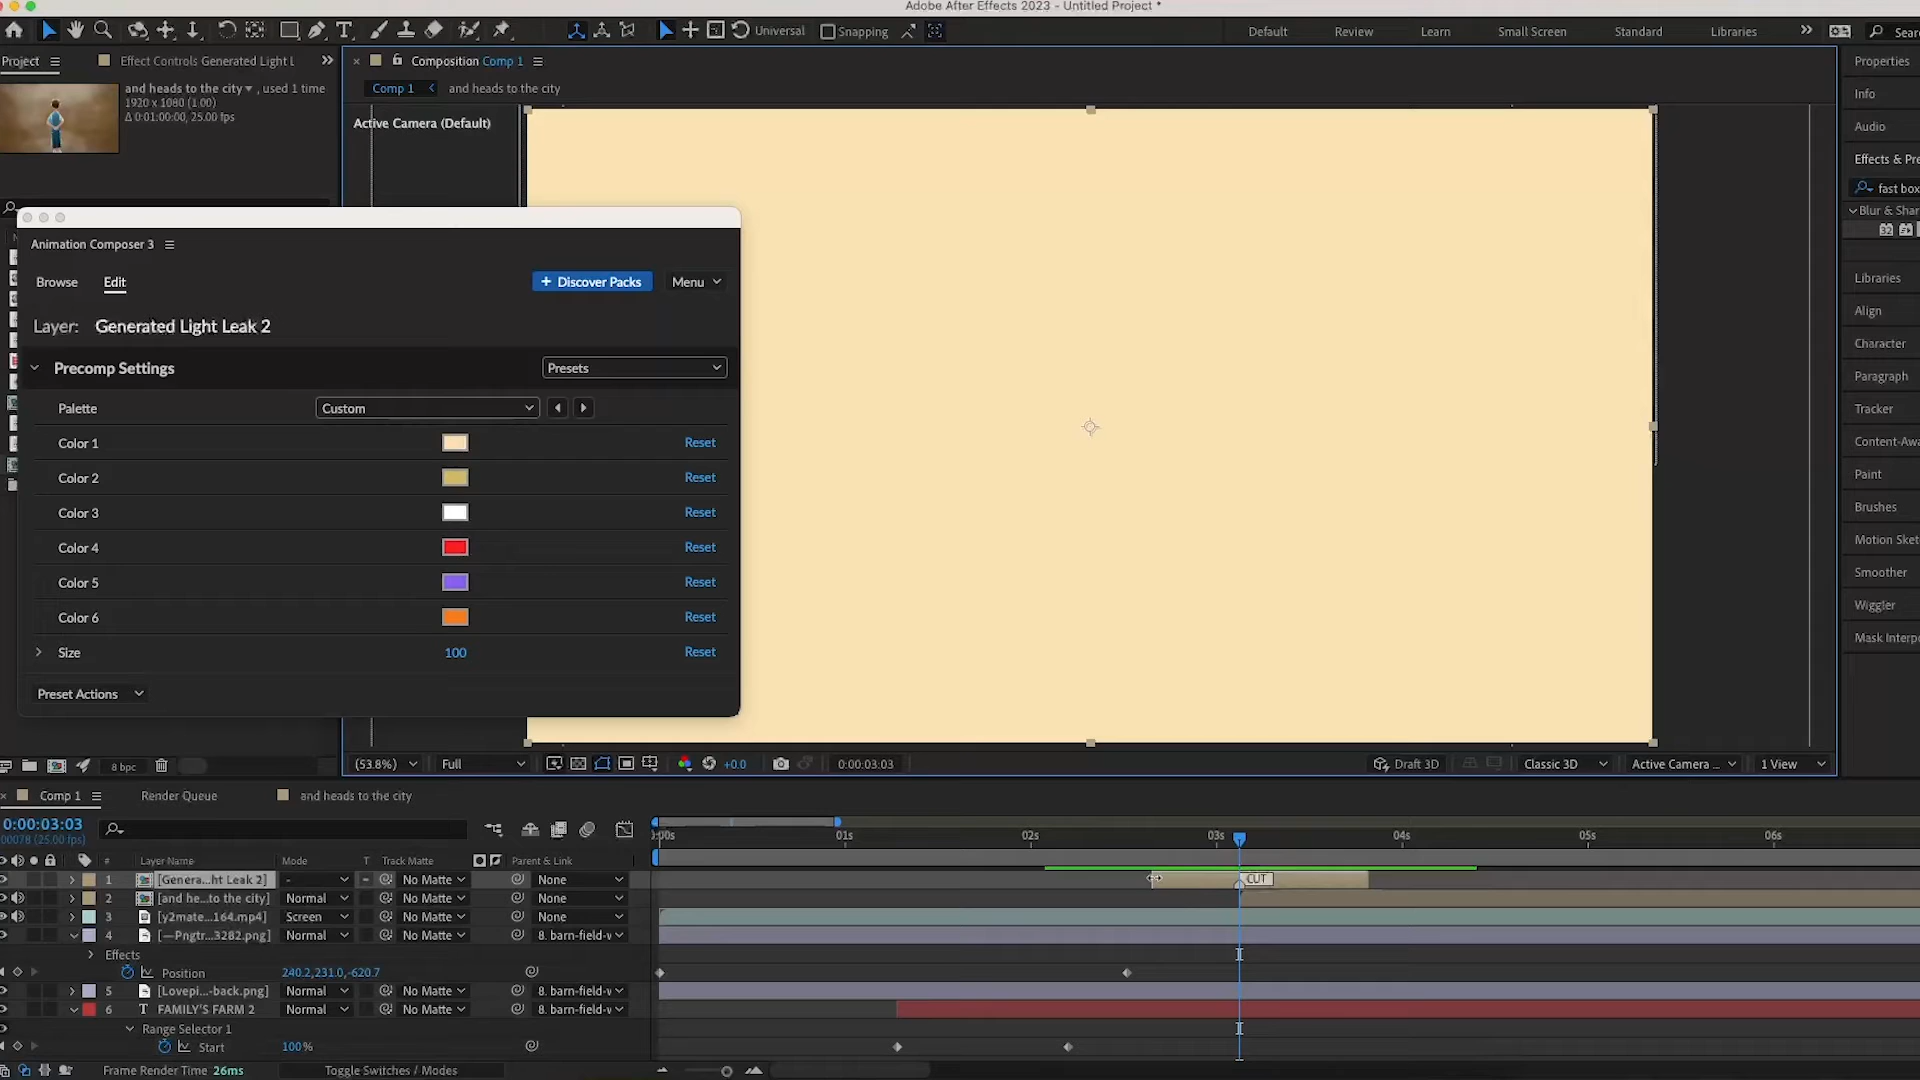 Adobe After Effects 2023 - Untitled Project *
Universal
Snapping
Default
Review
Learn
Small Screen
Standard
Libraries
Project
Effect Controls Generated Light L
Composition Comp 1
Properties
and heads to the city , used 1 time
1920 x 1080 (1.00)
Δ 0:01:00:00, 25.00 fps
Comp 1
and heads to the city
Info
Active Camera (Default)
Audio
Effects & Pre
fast box
Blur & Shar
32
Animation Composer 3
Browse
Edit
+ Discover Packs
Menu
Libraries
Layer: Generated Light Leak 2
Align
Precomp Settings
Presets
Character
Palette
Custom
Paragraph
Color 1
Reset
Tracker
Color 2
Reset
Content-Awa
Color 3
Reset
Paint
Color 4
Reset
Brushes
Color 5
Reset
Motion Sket
Color 6
Reset
Smoother
Size
100
Reset
Wiggler
Preset Actions
Mask Interpo
8 bpc
(53.8%)
Full
+0.0
0:00:03:03
Draft 3D
Classic 3D
Active Camera ...
1 View
Comp 1
Render Queue
and heads to the city
0:00:03:03
00078 (25.00 fps)
:00s
01s
02s
03s
04s
05s
06s
#
Layer Name
Mode
T
Track Matte
Parent & Link
1
[Genera...ht Leak 2]
-
No Matte
None
CUT
2
[and he...to the city]
Normal
No Matte
None
3
[y2mate...164.mp4]
Screen
No Matte
None
4
[—Pngtr...3282.png]
Normal
No Matte
8. barn-field-v
Effects
Position
240.2,231.0,-620.7
5
[Lovepi...-back.png]
Normal
No Matte
8. barn-field-v
6
T
FAMILY'S FARM 2
Normal
No Matte
8. barn-field-v
Range Selector 1
Start
100%
Frame Render Time 26ms
Toggle Switches / Modes